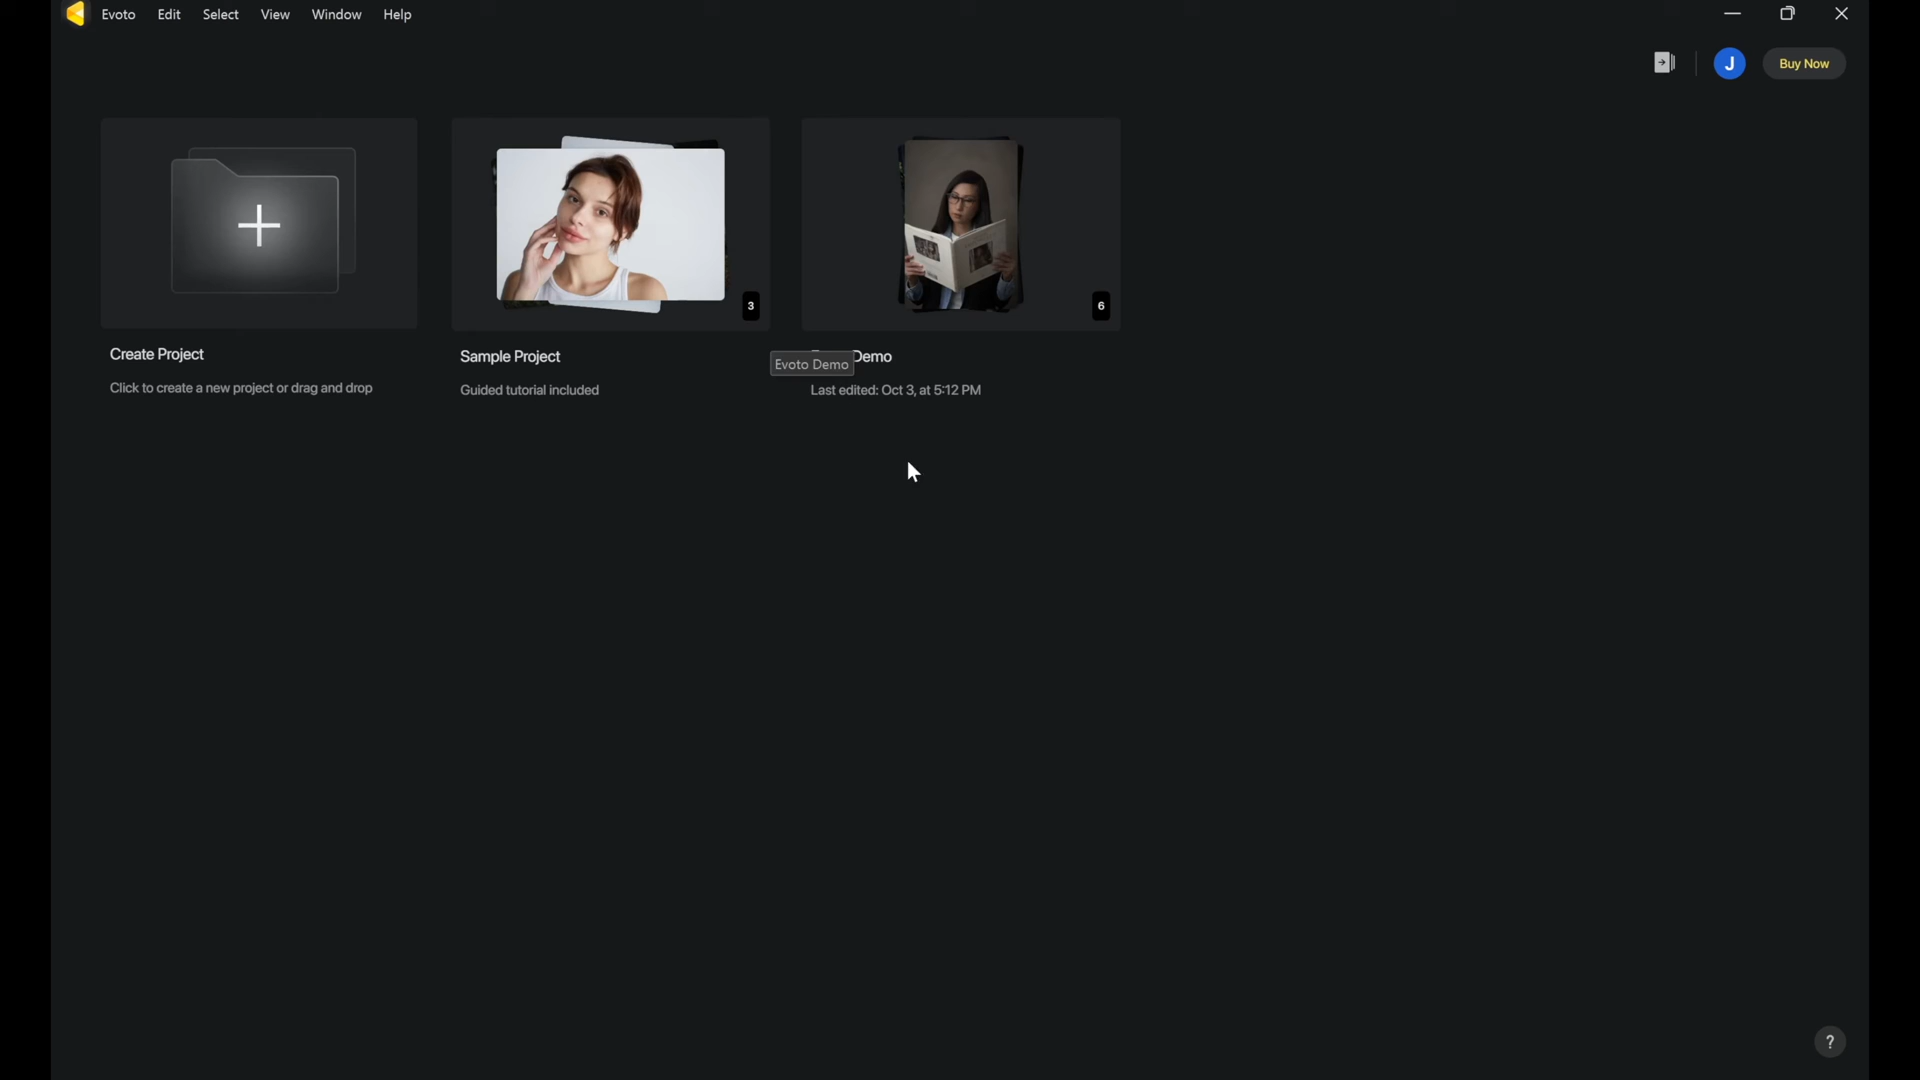 Evoto Edit Select View Window Help
J Buy Now
3
6
Create Project
Click to create a new project or drag and drop
Sample Project
Guided tutorial included
Demo
Evoto Demo
Last edited: Oct 3, at 5:12 PM
?